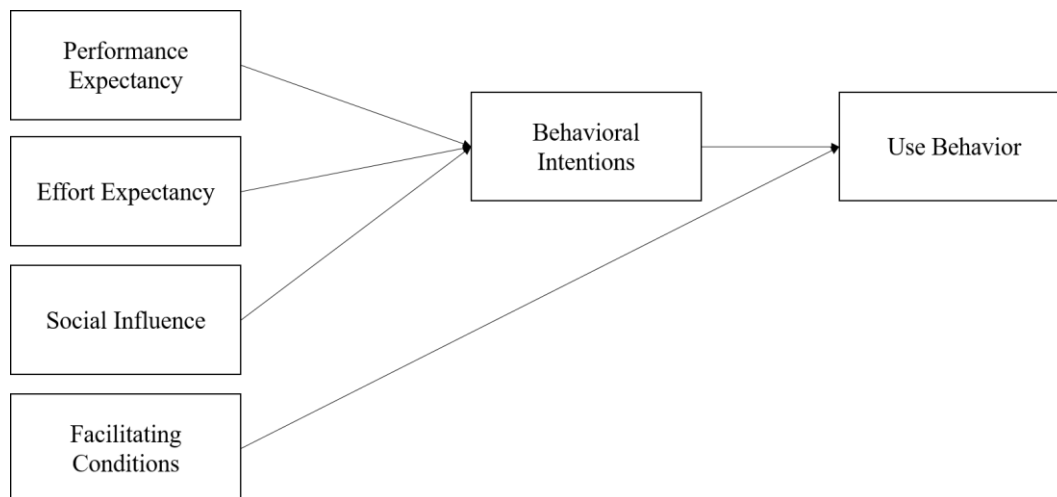 Performance
Expectancy
Effort Expectancy
Social Influence
Facilitating
Conditions
Behavioral
Intentions
Use Behavior